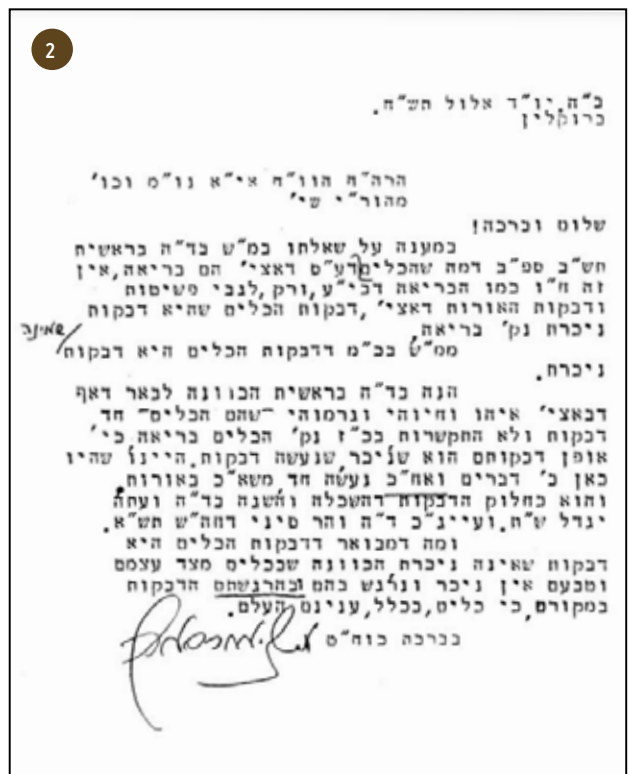 2
ב"ה, יו"ד אלול תש"ח.
ברוקלין
הרה"ח הוו"ח אי"א נו"מ וכו'
מהור"י שי'
שלום וברכה!
במענה על שאלתו במ"ש בד"ה בראשית
תש"ב ספ"ב דמה שהכלים דע"ס דאצי' הם בריאה, אין
זה ח"ו כמו הבריאה דבי"ע, ורק, לגבי פשיטות
ודבקות האורות דאצי', דבקות הכלים שהיא דבקות
ניכרת נק' בריאה,
ממ"ש בכ"מ דדבקות הכלים היא דבקות שאינה
ניכרת.
הנה בד"ה בראשית הכוונה לבאר דאף
דבאצי' איהו וחיוהי וגרמוהי -שהם הכלים- חד
דבקות ולא התקשרות בכ"ז נק' הכלים בריאה כי'
אופן דבקותם הוא שניכר, שנעשה דבקות. היינו שהיו
כאן ב' דברים ואח"כ נעשה חד, משא"כ באורות.
והוא כחלוק הדבקות דהשכלה והשגה בד"ה ועתה
יגדל ש"ת. ועיינ"כ ד"ה והר סיני דחה"ש תש"א.
ומה דמבואר דדבקות הכלים היא
דבקות שאינה ניכרת הכוונה שבכלים מצד עצמם
וטבעם אין ניכר ונרגש בהם ובהרגשתם הדבקות
במקורם, כי כלים, בכלל, ענינם העלם.
בברכה כוח"ט